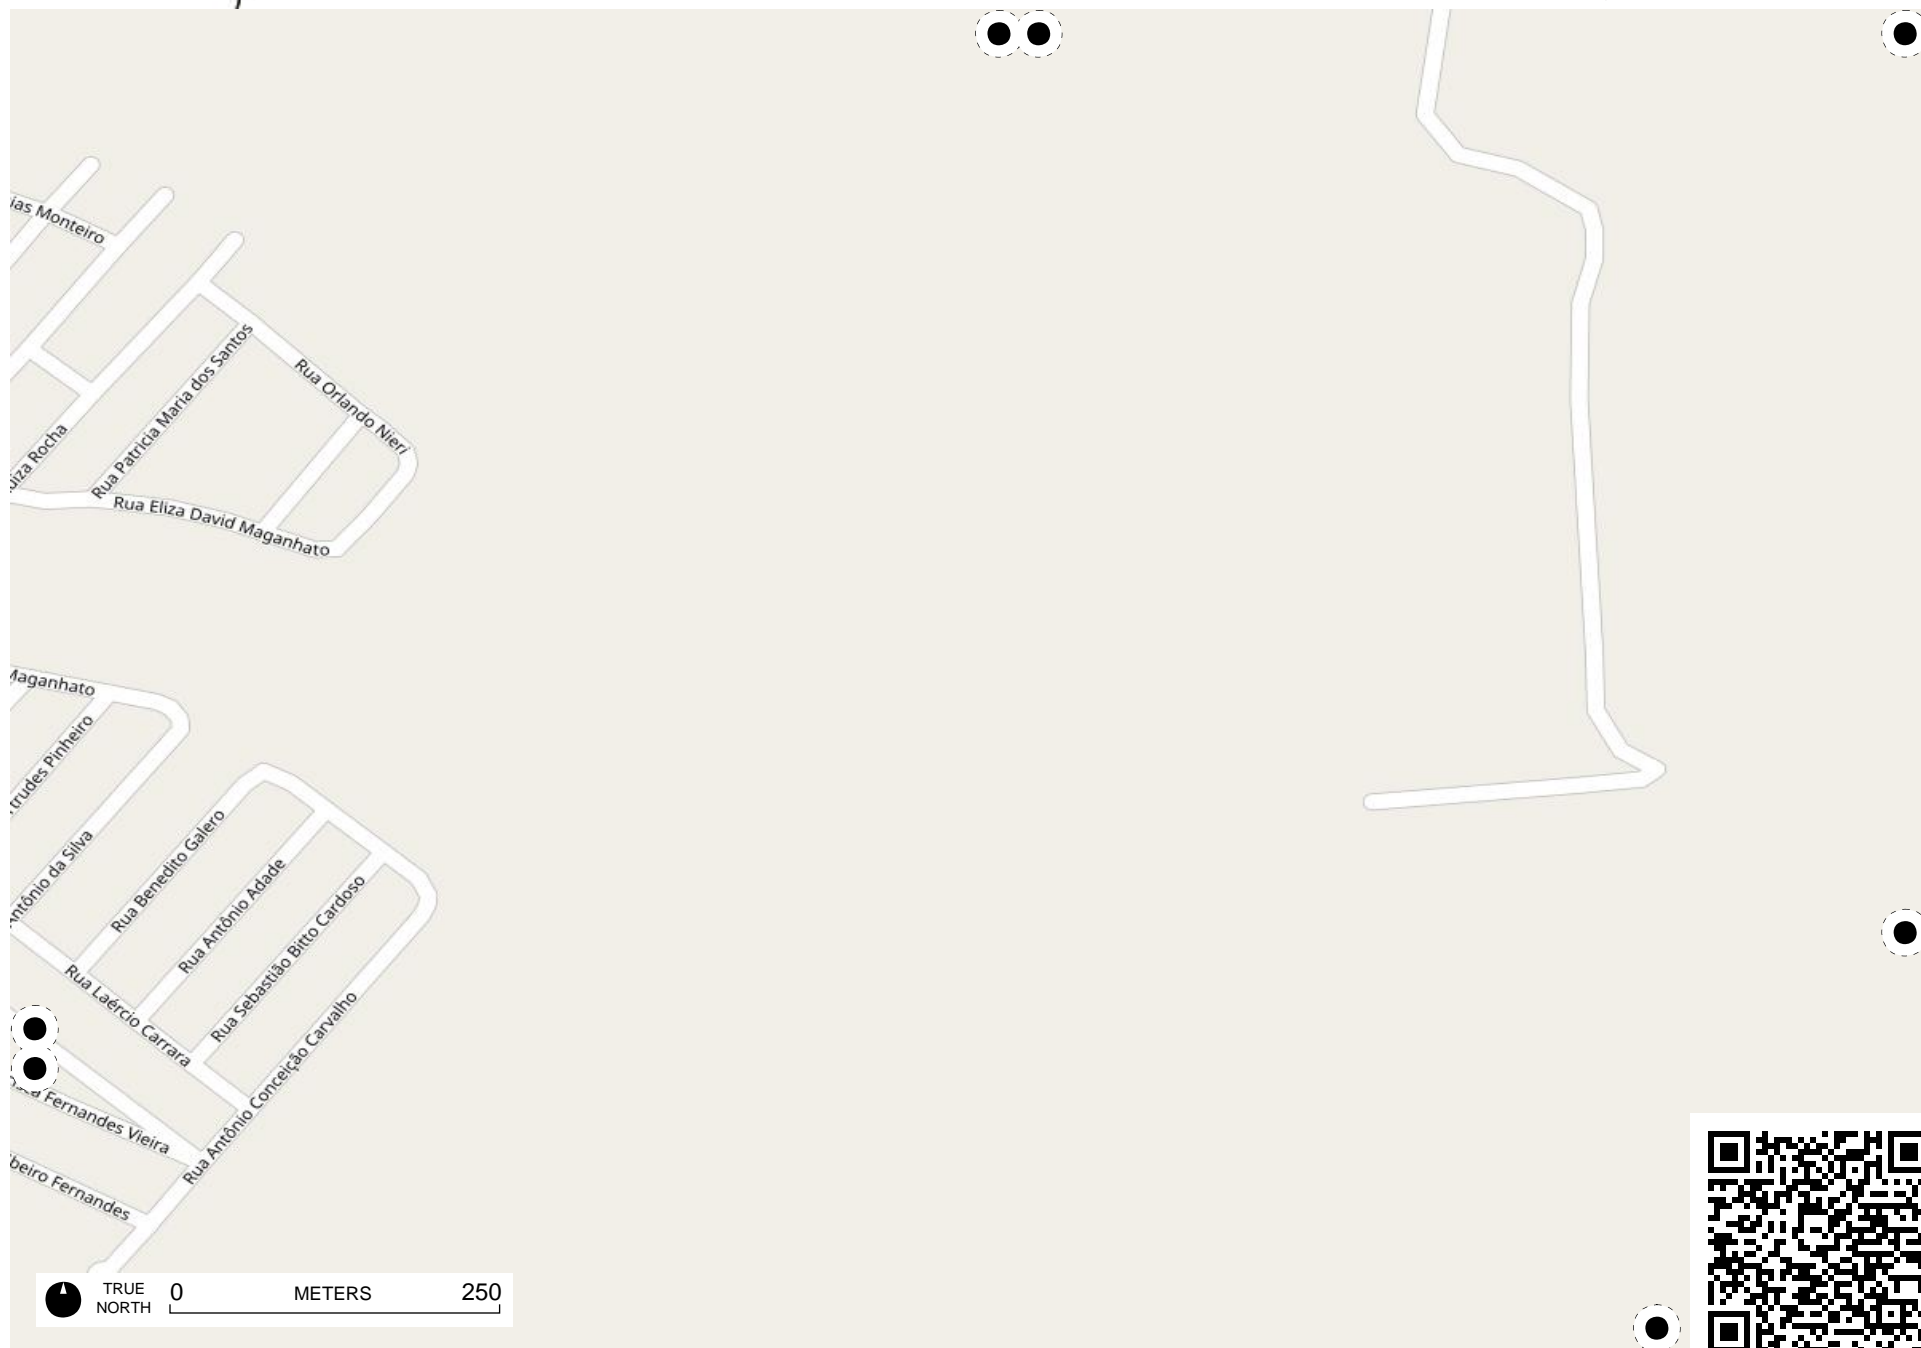 ias Monteiro
Rua Orlando Nieri
Rua Patricia Maria dos Santos
uiza Rocha
Rua Eliza David Maganhato
Maganhato
trudes Pinheiro
Antônio da Silva
Rua Benedito Galero
Rua Antônio Adade
Rua Sebastião Bitto Cardoso
Rua Laércio Carrara
Rua Antônio Conceição Carvalho
Fernandes Vieira
beiro Fernandes
TRUE NORTH
0 METERS 250